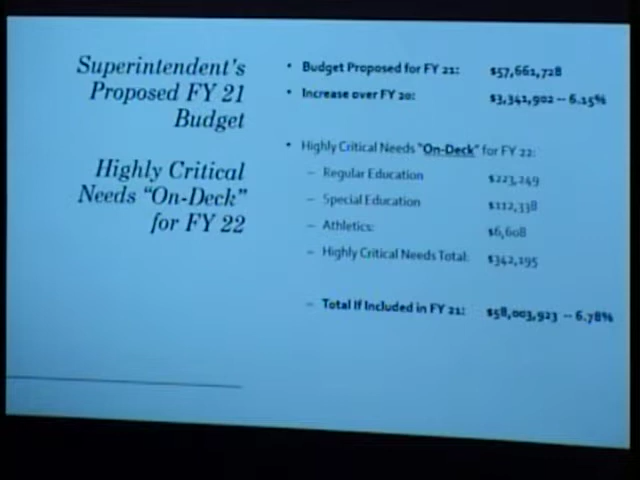 Superintendent's
Proposed FY 21
Budget
Highly Critical
Needs "On-Deck"
for FY 22
• Budget Proposed for FY 21: $57,661,728
• Increase over FY 20: $3,341,902 – 6.15%
• Highly Critical Needs "On-Deck" for FY 22:
– Regular Education $223,249
– Special Education $112,338
– Athletics: $6,608
– Highly Critical Needs Total: $342,195
– Total If Included in FY 21: $58,003,923 – 6.78%